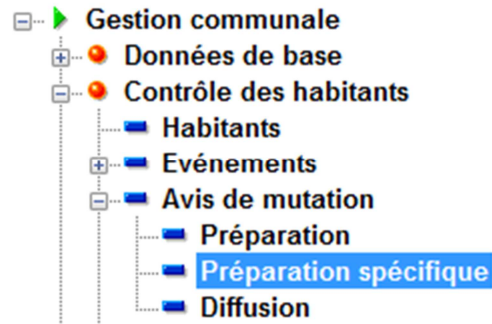 Gestion communale
Données de base
Contrôle des habitants
Habitants
Evénements
Avis de mutation
Préparation
Préparation spécifique
Diffusion